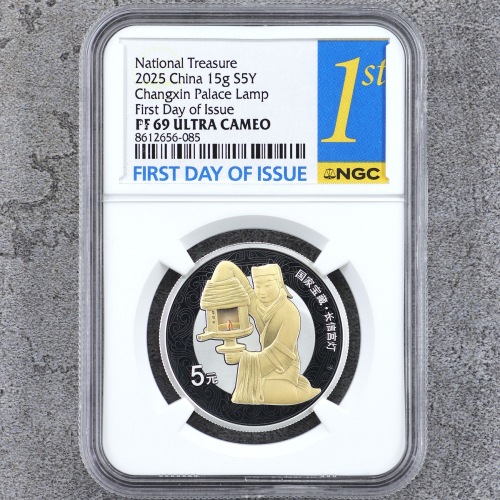 National Treasure
2025 China 15g S5Y
Changxin Palace Lamp
First Day of Issue
PF 69 ULTRA CAMEO
8612656-085
FIRST DAY OF ISSUE
1st
NGC
国家宝藏·长信宫灯
5元